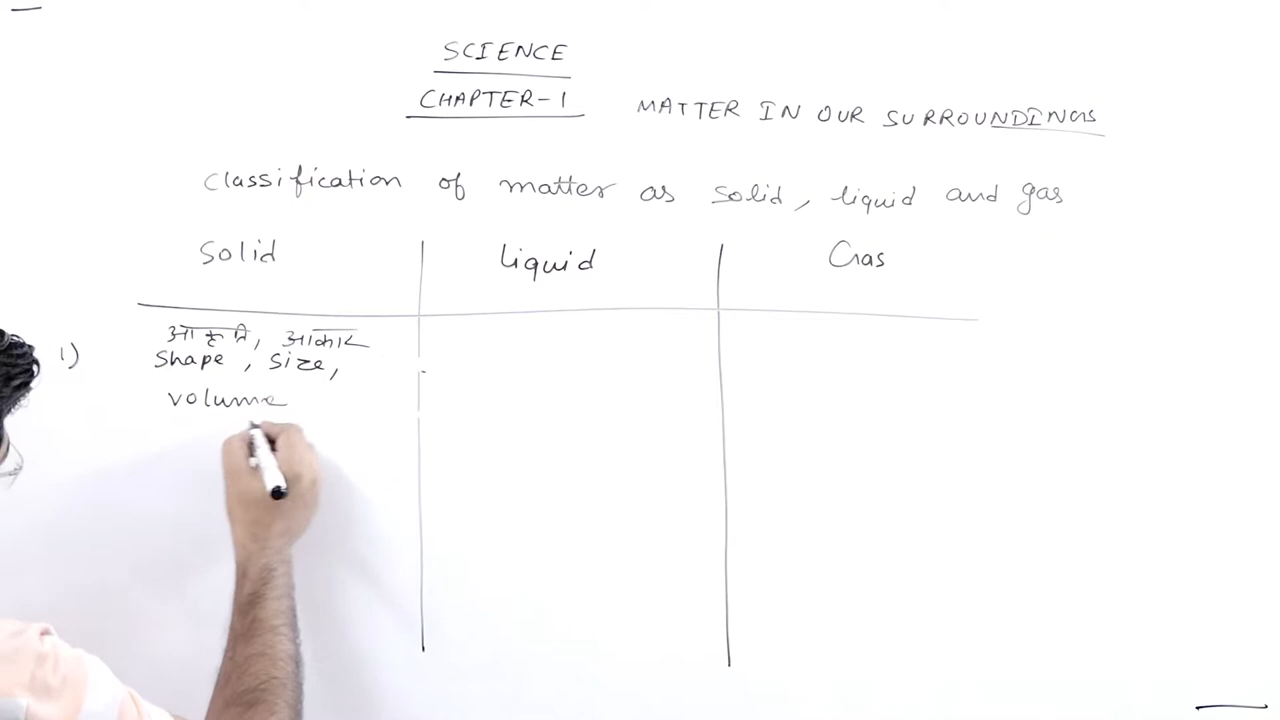 SCIENCE
CHAPTER-1 MATTER IN OUR SURROUNDINGS
Classification of matter as solid, liquid and gas
Solid liquid Gas
1) आकृति, आकार
Shape, size,
volume